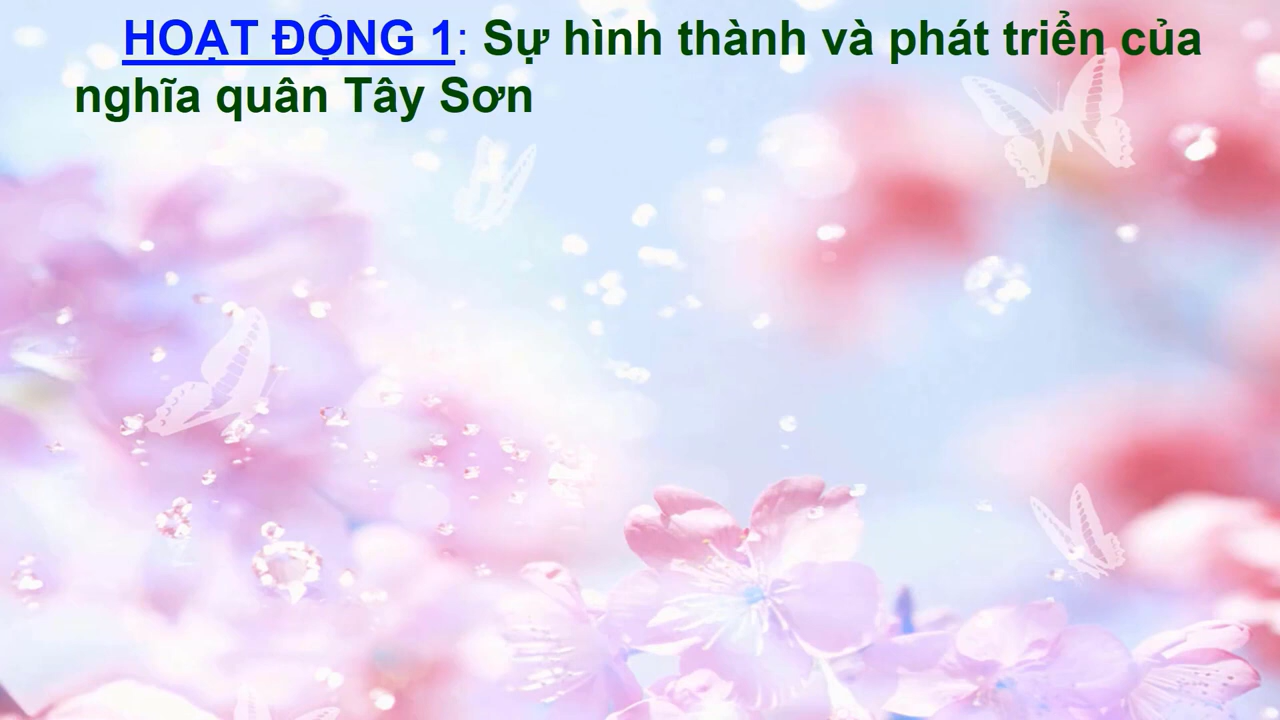 HOẠT ĐỘNG 1: Sự hình thành và phát triển của
nghĩa quân Tây Sơn